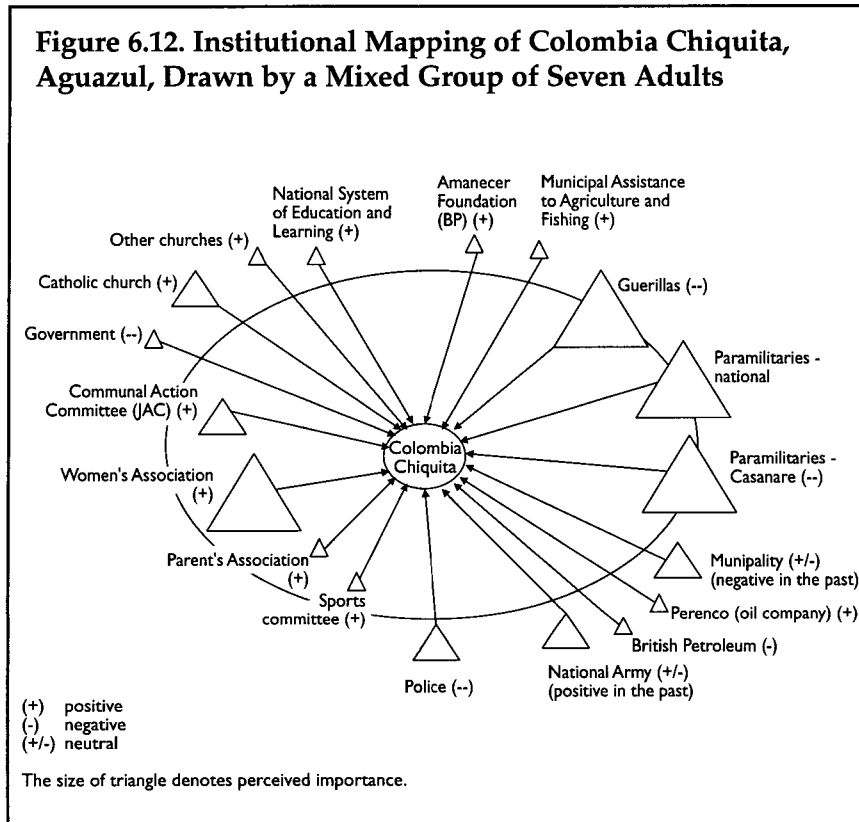 Figure 6.12. Institutional Mapping of Colombia Chiquita,
Aguazul, Drawn by a Mixed Group of Seven Adults
National System
of Education and
Learning (+)
Amanecer
Foundation
(BP) (+)
Municipal Assistance
to Agriculture and
Fishing (+)
Other churches (+)
Catholic church (+)
Guerillas (--)
Government (--)
Paramilitaries -
national
Communal Action
Committee (JAC) (+)
Colombia
Chiquita
Women's Association
(+)
Casamilitaries -
Casanare (--)
Parent's Association
(+)
Munipality (+/-)
(negative in the past)
Sports
committee (+)
Perenco (oil company) (+)
British Petroleum (-)
Police (--)
National Army (+/-)
(positive in the past)
(+) positive
(-) negative
(+/-) neutral
The size of triangle denotes perceived importance.